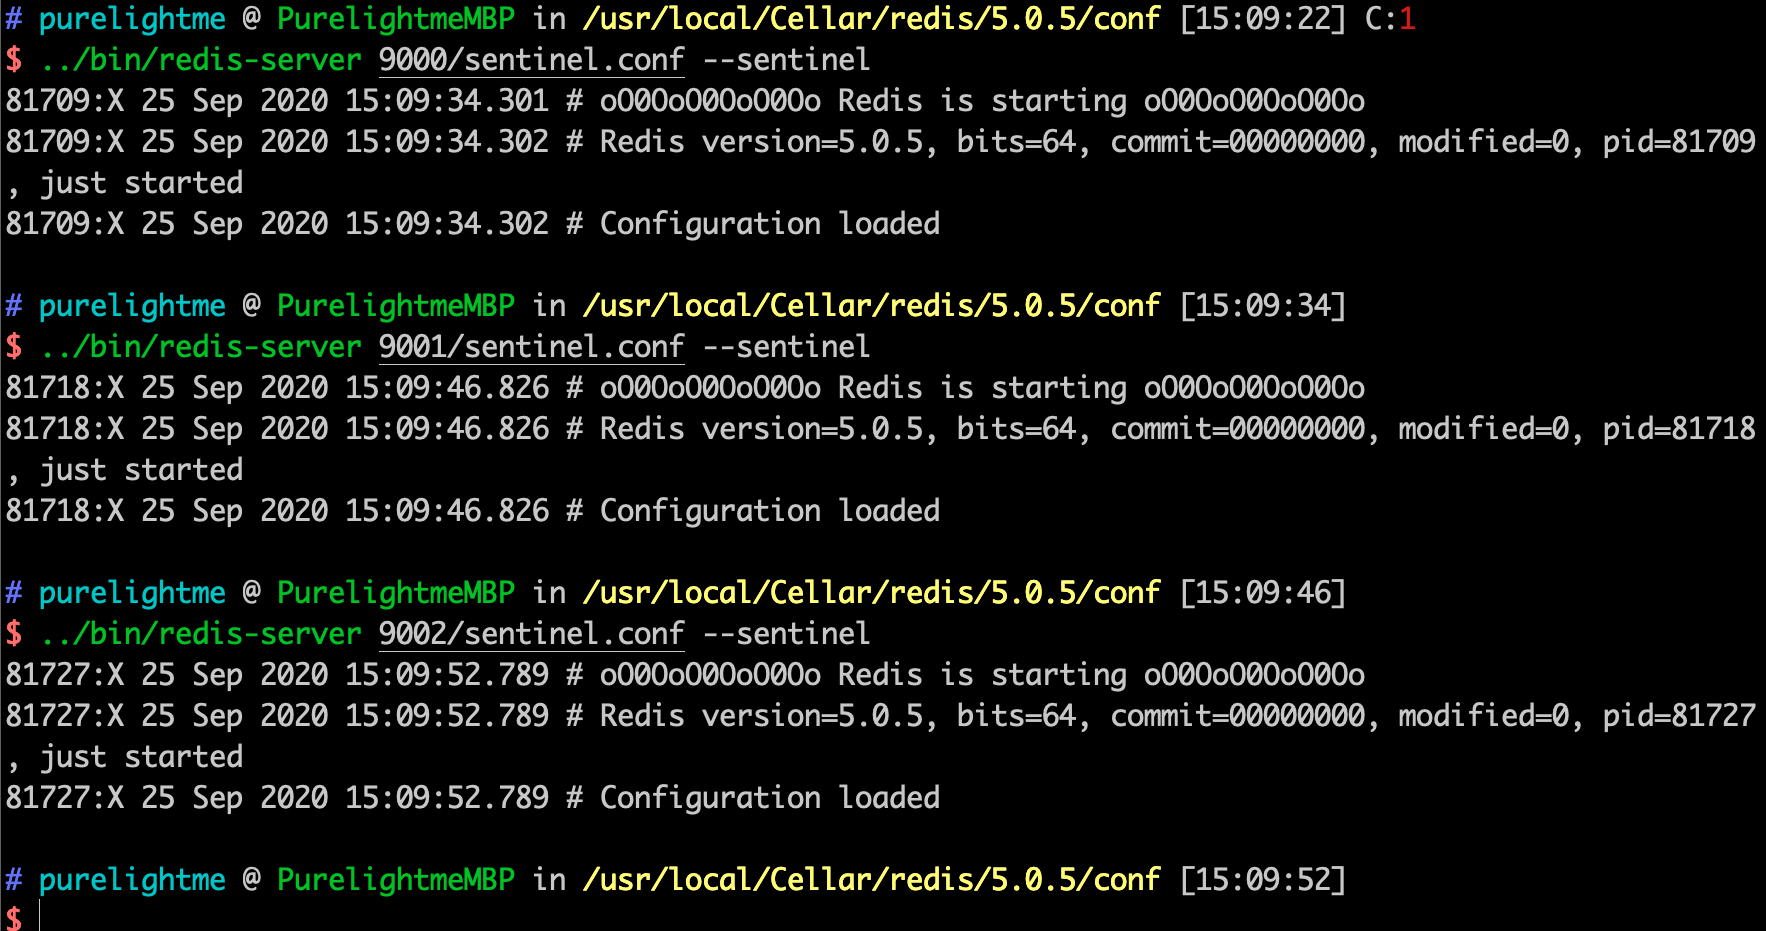 # purelightme @ PurelightmeMBP in /usr/local/Cellar/redis/5.0.5/conf [15:09:22] C:1
$ ../bin/redis-server 9000/sentinel.conf --sentinel
81709:X 25 Sep 2020 15:09:34.301 # oO0OoO0OoO0Oo Redis is starting oO0OoO0OoO0Oo
81709:X 25 Sep 2020 15:09:34.302 # Redis version=5.0.5, bits=64, commit=00000000, modified=0, pid=81709
, just started
81709:X 25 Sep 2020 15:09:34.302 # Configuration loaded
# purelightme @ PurelightmeMBP in /usr/local/Cellar/redis/5.0.5/conf [15:09:34]
$ ../bin/redis-server 9001/sentinel.conf --sentinel
81718:X 25 Sep 2020 15:09:46.826 # oO0OoO0OoO0Oo Redis is starting oO0OoO0OoO0Oo
81718:X 25 Sep 2020 15:09:46.826 # Redis version=5.0.5, bits=64, commit=00000000, modified=0, pid=81718
, just started
81718:X 25 Sep 2020 15:09:46.826 # Configuration loaded
# purelightme @ PurelightmeMBP in /usr/local/Cellar/redis/5.0.5/conf [15:09:46]
$ ../bin/redis-server 9002/sentinel.conf --sentinel
81727:X 25 Sep 2020 15:09:52.789 # oO0OoO0OoO0Oo Redis is starting oO0OoO0OoO0Oo
81727:X 25 Sep 2020 15:09:52.789 # Redis version=5.0.5, bits=64, commit=00000000, modified=0, pid=81727
, just started
81727:X 25 Sep 2020 15:09:52.789 # Configuration loaded
# purelightme @ PurelightmeMBP in /usr/local/Cellar/redis/5.0.5/conf [15:09:52]
$